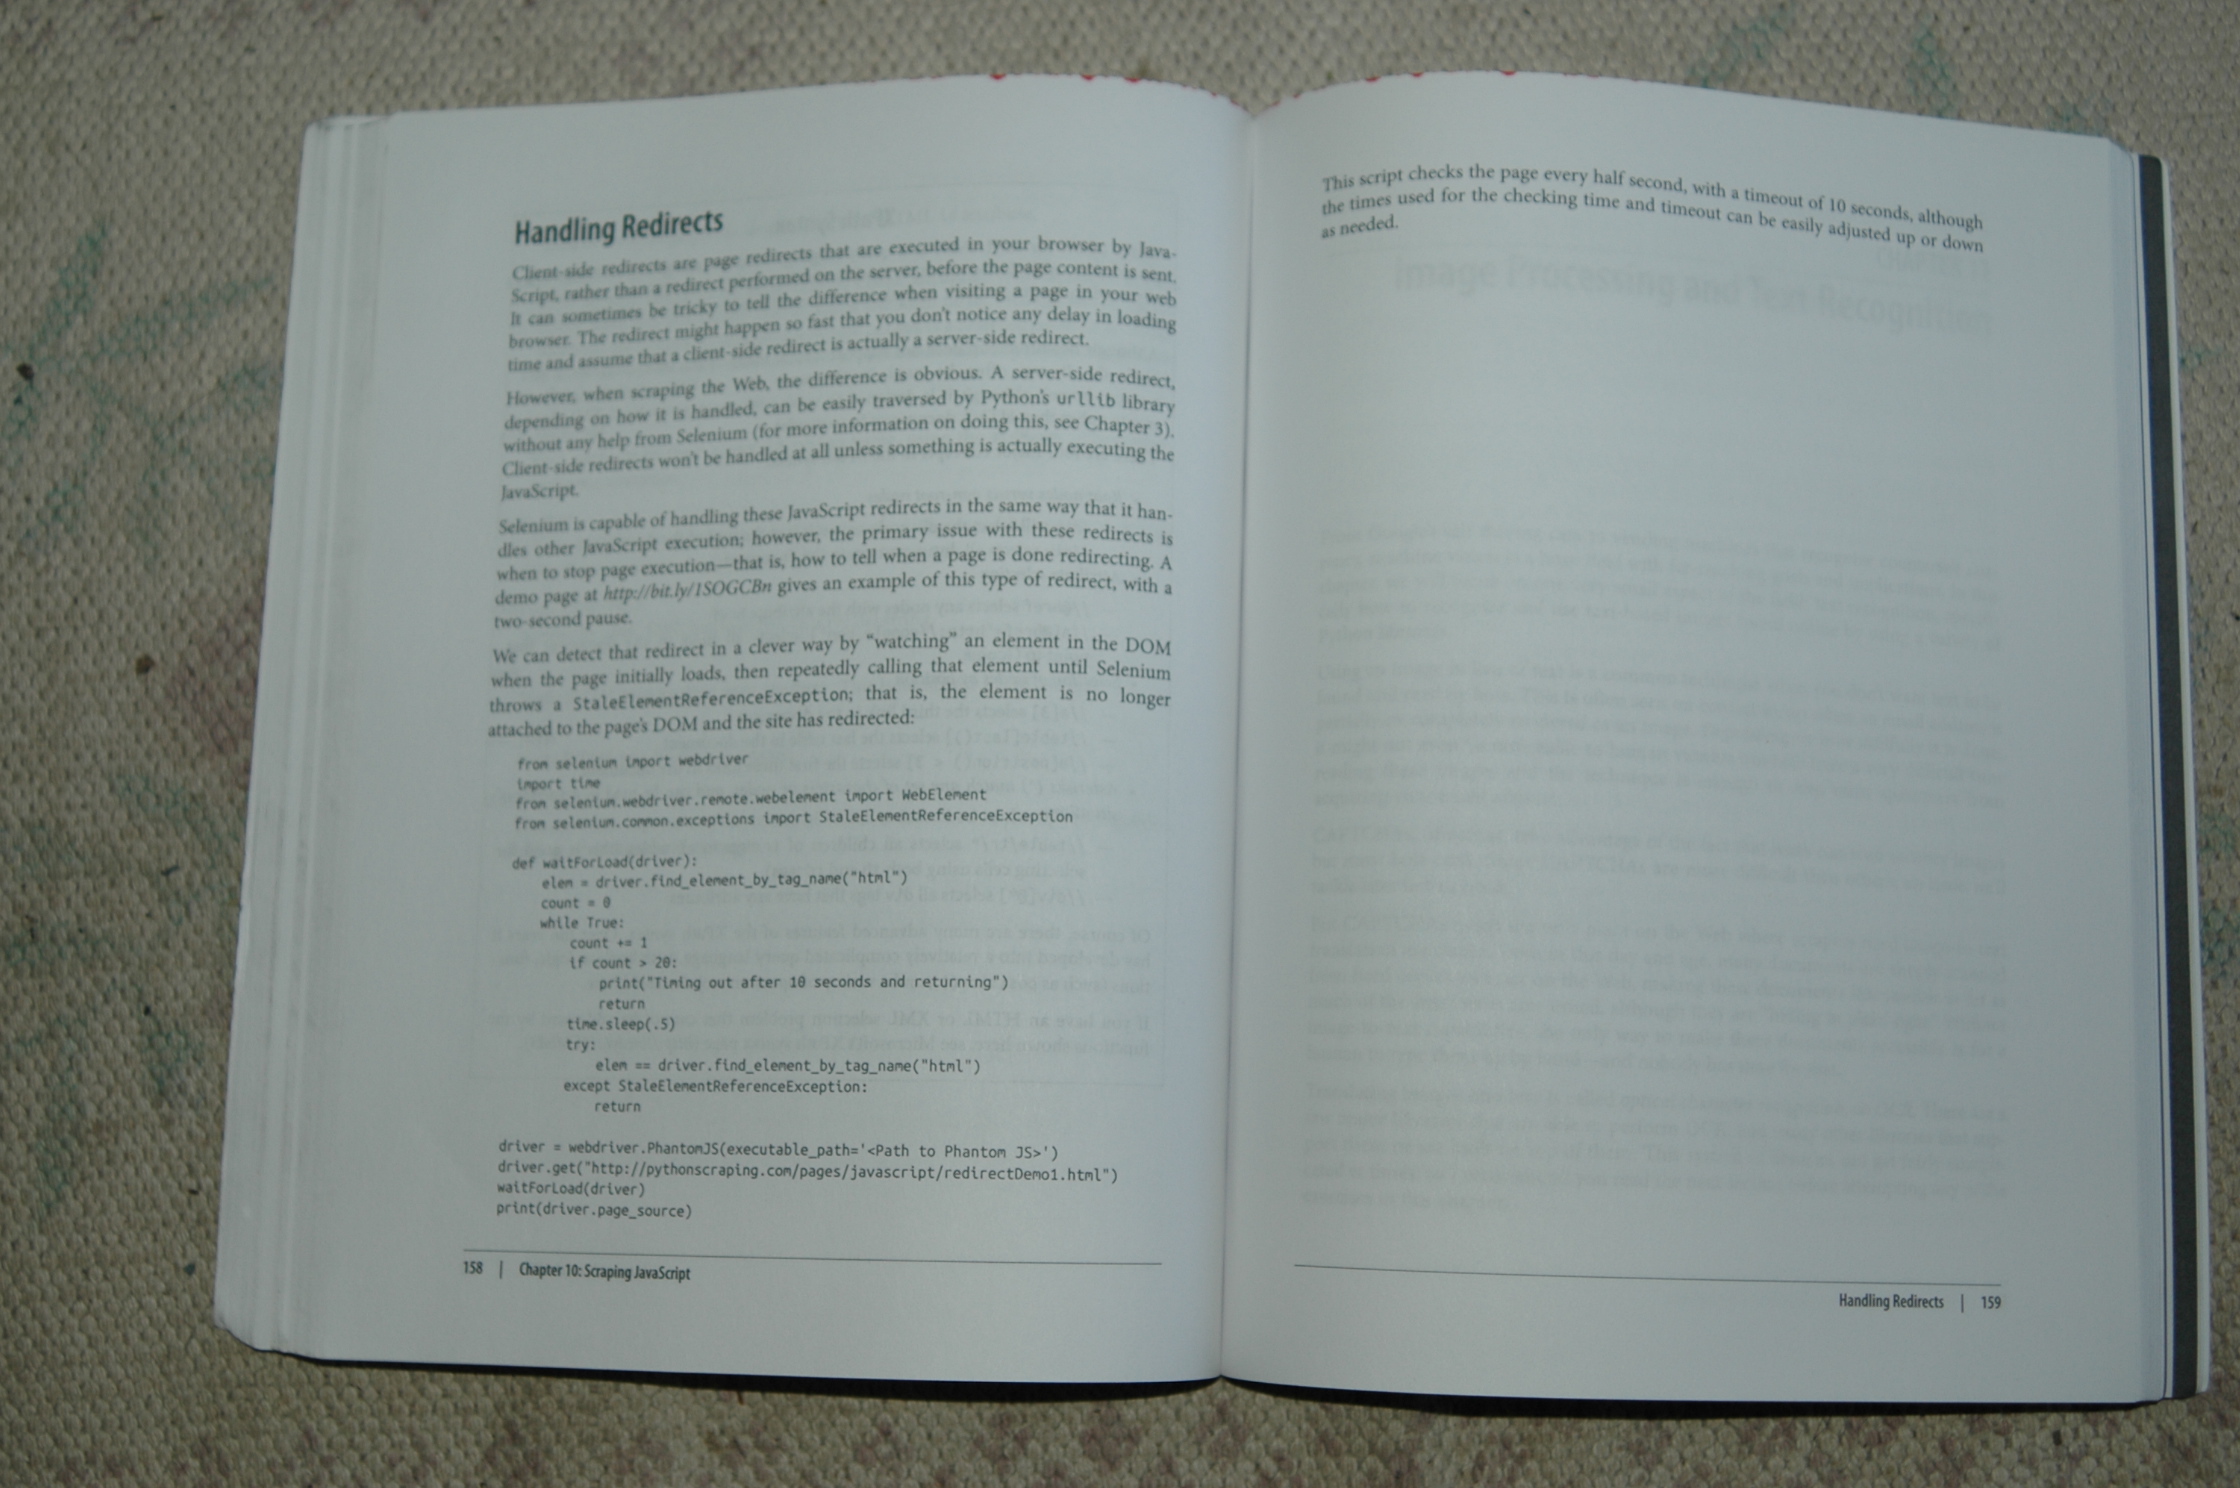 Handling Redirects
Client-side redirects are page redirects that are executed in your browser by Java-
Script, rather than a redirect performed on the server, before the page content is sent.
It can sometimes be tricky to tell the difference when visiting a page in your web
browser. The redirect might happen so fast that you don't notice any delay in loading
time and assume that a client-side redirect is actually a server-side redirect.
However, when scraping the Web, the difference is obvious. A server-side redirect,
depending on how it is handled, can be easily traversed by Python's urllib library
without any help from Selenium (for more information on doing this, see Chapter 3).
Client-side redirects won't be handled at all unless something is actually executing the
JavaScript.
Selenium is capable of handling these JavaScript redirects in the same way that it han-
dles other JavaScript execution; however, the primary issue with these redirects is
when to stop page execution—that is, how to tell when a page is done redirecting. A
demo page at http://bit.ly/1SOGCBn gives an example of this type of redirect, with a
two-second pause.
We can detect that redirect in a clever way by “watching” an element in the DOM
when the page initially loads, then repeatedly calling that element until Selenium
throws a StaleElementReferenceException; that is, the element is no longer
attached to the page's DOM and the site has redirected:
from selenium import webdriver
import time
from selenium.webdriver.remote.webelement import WebElement
from selenium.common.exceptions import StaleElementReferenceException
def waitForLoad(driver):
elem = driver.find_element_by_tag_name("html")
count = 0
while True:
count += 1
if count > 20:
print("Timing out after 10 seconds and returning")
return
time.sleep(.5)
try:
elem == driver.find_element_by_tag_name("html")
except StaleElementReferenceException:
return
driver = webdriver.PhantomJS(executable_path='<Path to Phantom JS>')
driver.get("http://pythonscraping.com/pages/javascript/redirectDemo1.html")
waitForLoad(driver)
print(driver.page_source)
158 | Chapter 10: Scraping JavaScript
This script checks the page every half second, with a timeout of 10 seconds, although
the times used for the checking time and timeout can be easily adjusted up or down
as needed.
Handling Redirects | 159